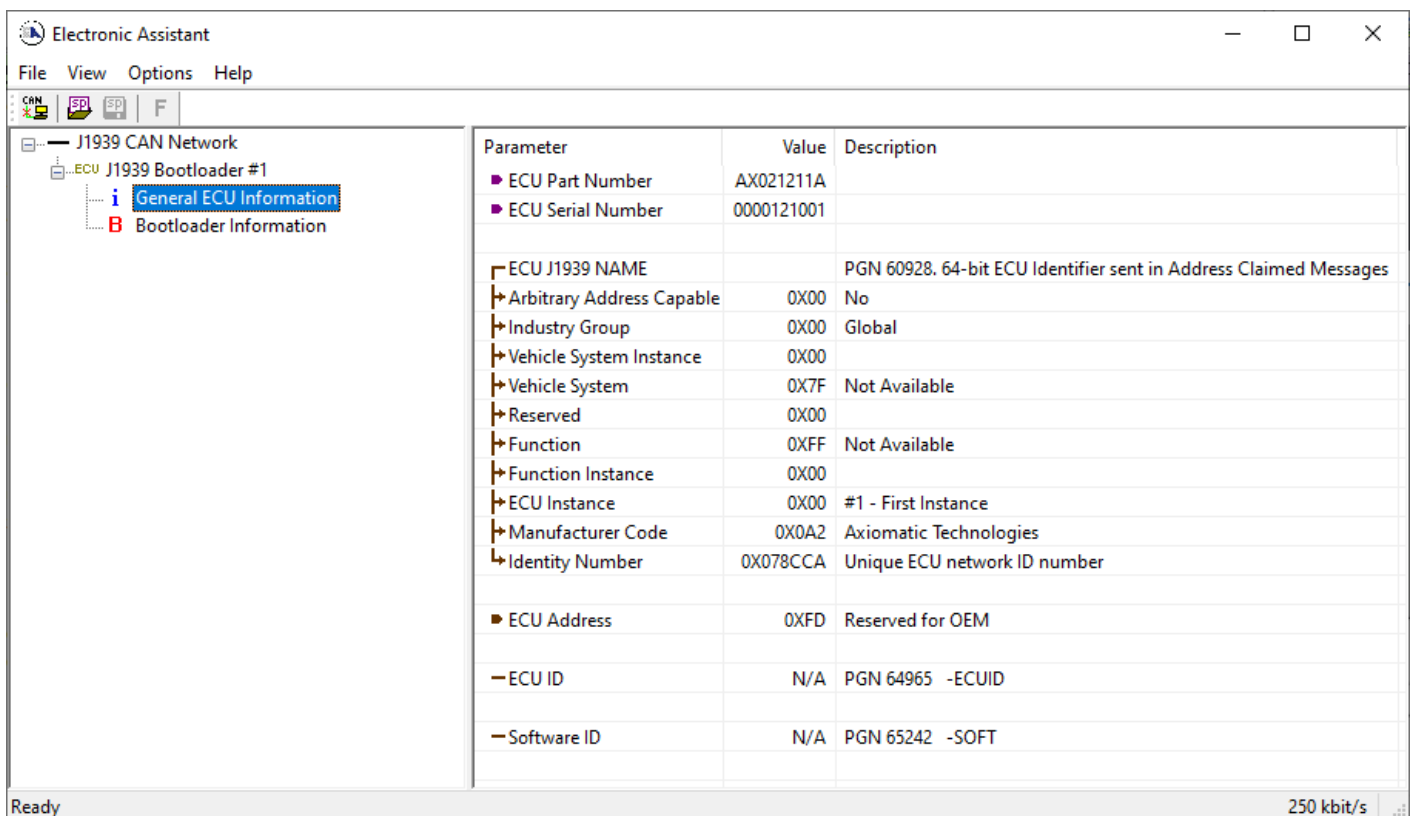 Electronic Assistant
File View Options Help
CAN SP SP F
J1939 CAN Network
ECU J1939 Bootloader #1
i General ECU Information
B Bootloader Information
Parameter Value Description
ECU Part Number AX021211A
ECU Serial Number 0000121001
ECU J1939 NAME PGN 60928. 64-bit ECU Identifier sent in Address Claimed Messages
Arbitrary Address Capable 0X00 No
Industry Group 0X00 Global
Vehicle System Instance 0X00
Vehicle System 0X7F Not Available
Reserved 0X00
Function 0XFF Not Available
Function Instance 0X00
ECU Instance 0X00 #1 - First Instance
Manufacturer Code 0X0A2 Axiomatic Technologies
Identity Number 0X078CCA Unique ECU network ID number
ECU Address 0XFD Reserved for OEM
ECU ID N/A PGN 64965 -ECUID
Software ID N/A PGN 65242 -SOFT
Ready 250 kbit/s